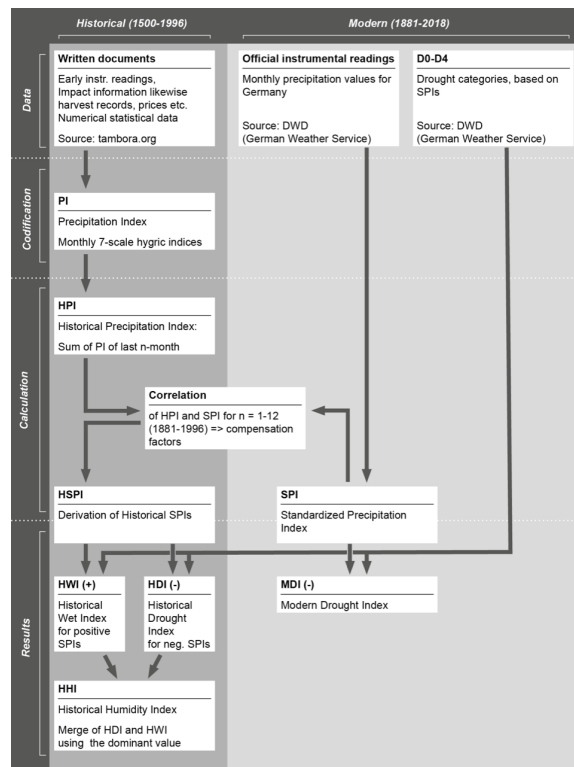 Historical (1500-1996)
Modern (1881-2018)
Data
Written documents
Early instr. readings,
Impact information likewise
harvest records, prices etc.
Numerical statistical data
Source: tambora.org
Official instrumental readings
Monthly precipitation values for
Germany
Source: DWD
(German Weather Service)
D0-D4
Drought categories, based on
SPIs
Source: DWD
(German Weather Service)
Codification
PI
Precipitation Index
Monthly 7-scale hygric indices
Calculation
HPI
Historical Precipitation Index:
Sum of PI of last n-month
Correlation
of HPI and SPI for n = 1-12
(1881-1996) => compensation
factors
HSPI
Derivation of Historical SPIs
SPI
Standardized Precipitation
Index
Results
HWI (+)
Historical
Wet Index
for positive
SPIs
HDI (-)
Historical
Drought
Index
for neg. SPIs
MDI (-)
Modern Drought Index
HHI
Historical Humidity Index
Merge of HDI and HWI
using the dominant value